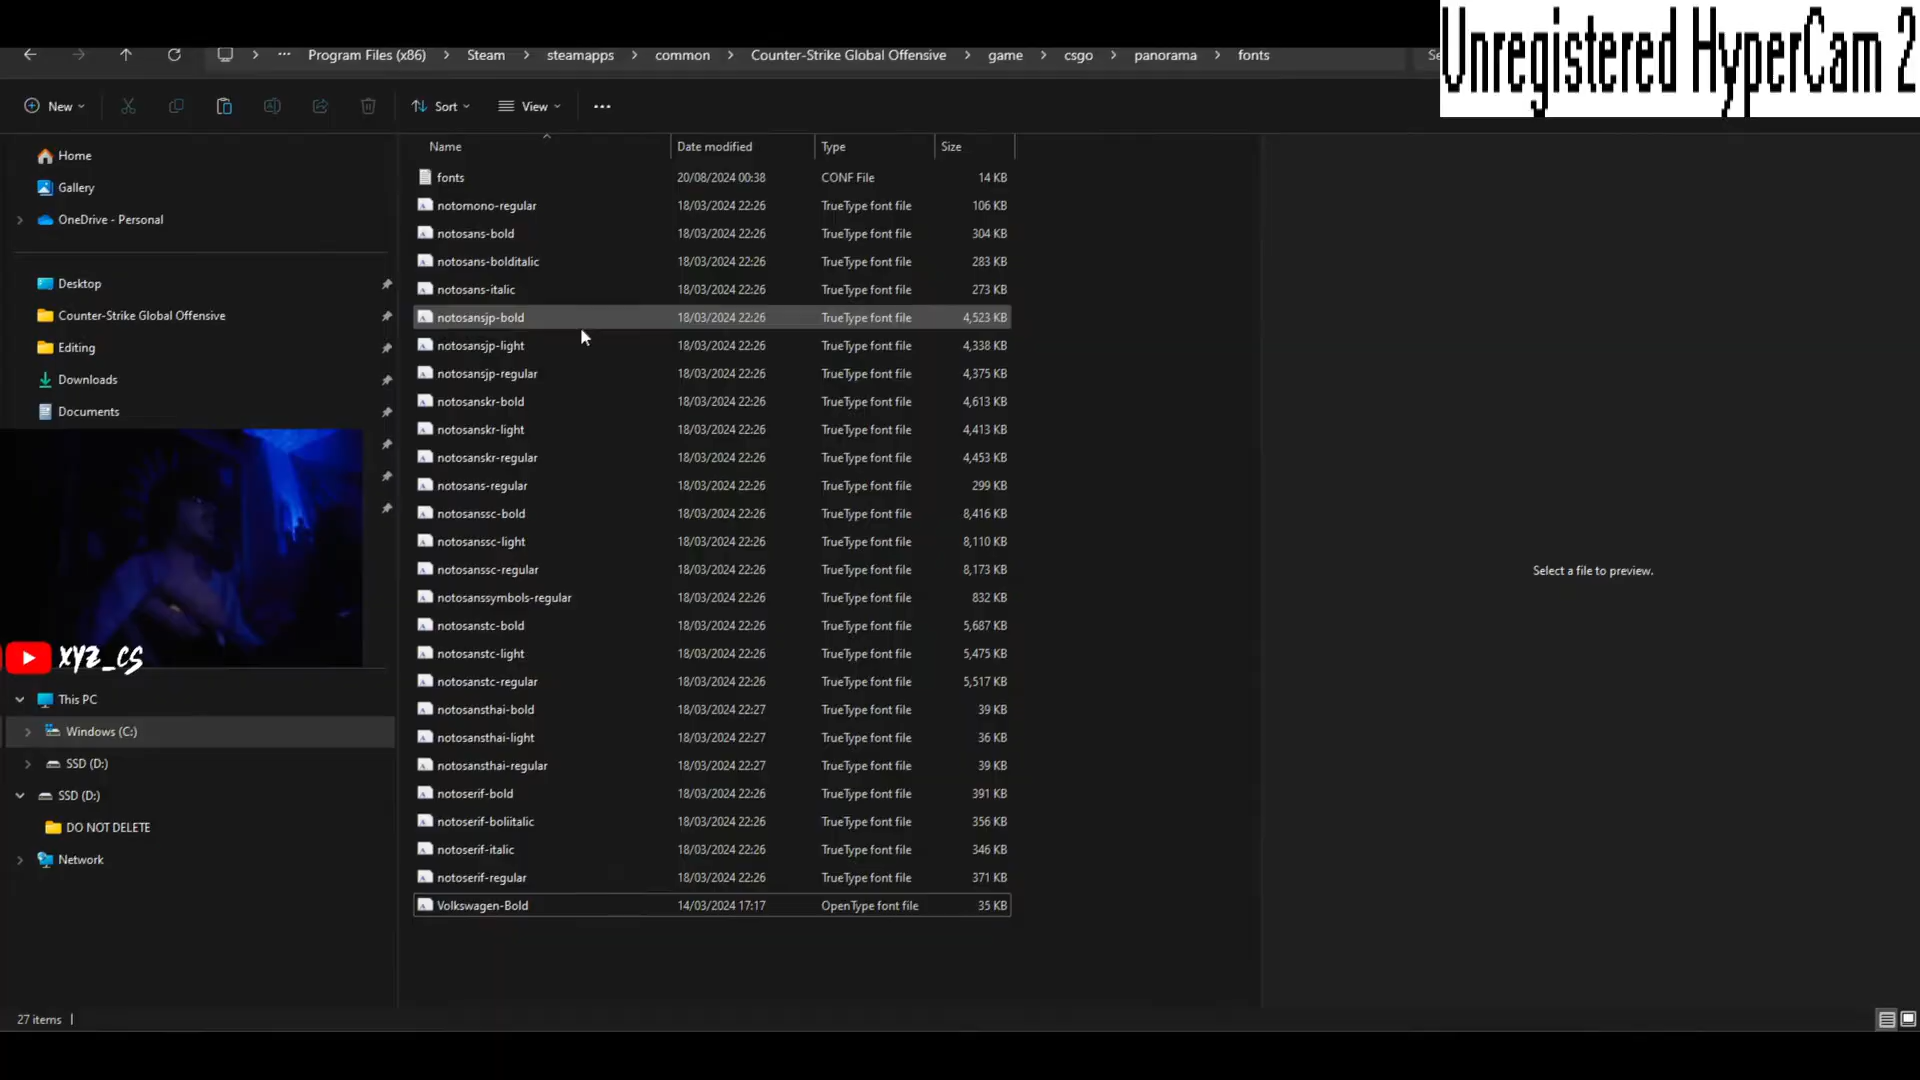 Unregistered HyperCam 2
Program Files (x86) > Steam > steamapps > common > Counter-Strike Global Offensive > game > csgo > panorama > fonts
New Sort View
Home
Gallery
OneDrive - Personal
Desktop
Counter-Strike Global Offensive
Editing
Downloads
Documents
XYZ_CS
This PC
Windows (C:)
SSD (D:)
SSD (D:)
DO NOT DELETE
Network
Name Date modified Type Size
fonts 20/08/2024 00:38 CONF File 14 KB
notomono-regular 18/03/2024 22:26 TrueType font file 106 KB
notosans-bold 18/03/2024 22:26 TrueType font file 304 KB
notosans-bolditalic 18/03/2024 22:26 TrueType font file 283 KB
notosans-italic 18/03/2024 22:26 TrueType font file 273 KB
notosansjp-bold 18/03/2024 22:26 TrueType font file 4,523 KB
notosansjp-light 18/03/2024 22:26 TrueType font file 4,338 KB
notosansjp-regular 18/03/2024 22:26 TrueType font file 4,375 KB
notosanskr-bold 18/03/2024 22:26 TrueType font file 4,613 KB
notosanskr-light 18/03/2024 22:26 TrueType font file 4,413 KB
notosanskr-regular 18/03/2024 22:26 TrueType font file 4,453 KB
notosans-regular 18/03/2024 22:26 TrueType font file 299 KB
notosanssc-bold 18/03/2024 22:26 TrueType font file 8,416 KB
notosanssc-light 18/03/2024 22:26 TrueType font file 8,110 KB
notosanssc-regular 18/03/2024 22:26 TrueType font file 8,173 KB
notosanssymbols-regular 18/03/2024 22:26 TrueType font file 832 KB
notosanstc-bold 18/03/2024 22:26 TrueType font file 5,687 KB
notosanstc-light 18/03/2024 22:26 TrueType font file 5,475 KB
notosanstc-regular 18/03/2024 22:26 TrueType font file 5,517 KB
notosansthai-bold 18/03/2024 22:27 TrueType font file 39 KB
notosansthai-light 18/03/2024 22:27 TrueType font file 36 KB
notosansthai-regular 18/03/2024 22:27 TrueType font file 39 KB
notoserif-bold 18/03/2024 22:26 TrueType font file 391 KB
notoserif-boliitalic 18/03/2024 22:26 TrueType font file 356 KB
notoserif-italic 18/03/2024 22:26 TrueType font file 346 KB
notoserif-regular 18/03/2024 22:26 TrueType font file 371 KB
Volkswagen-Bold 14/03/2024 17:17 OpenType font file 35 KB
Select a file to preview.
27 items